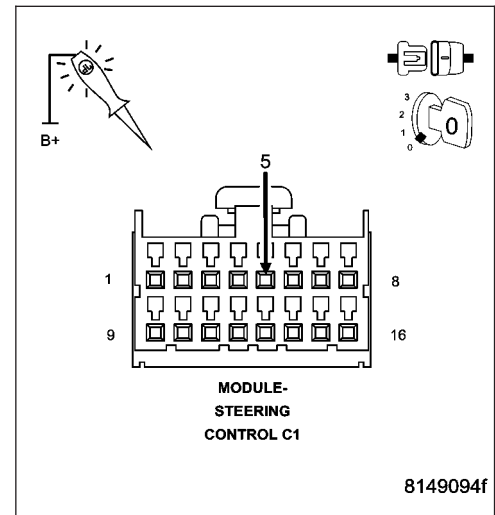 B+
3
2
1
0
0
5
1
8
9
16
MODULE-
STEERING
CONTROL C1
8149094f